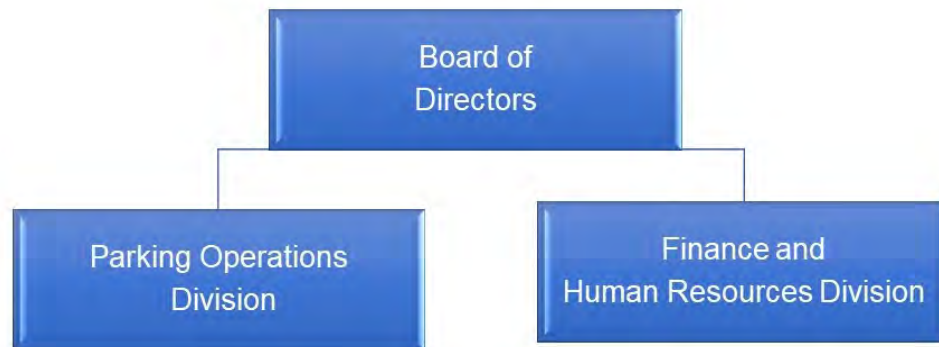 Board of
Directors
Parking Operations
Division
Finance and
Human Resources Division